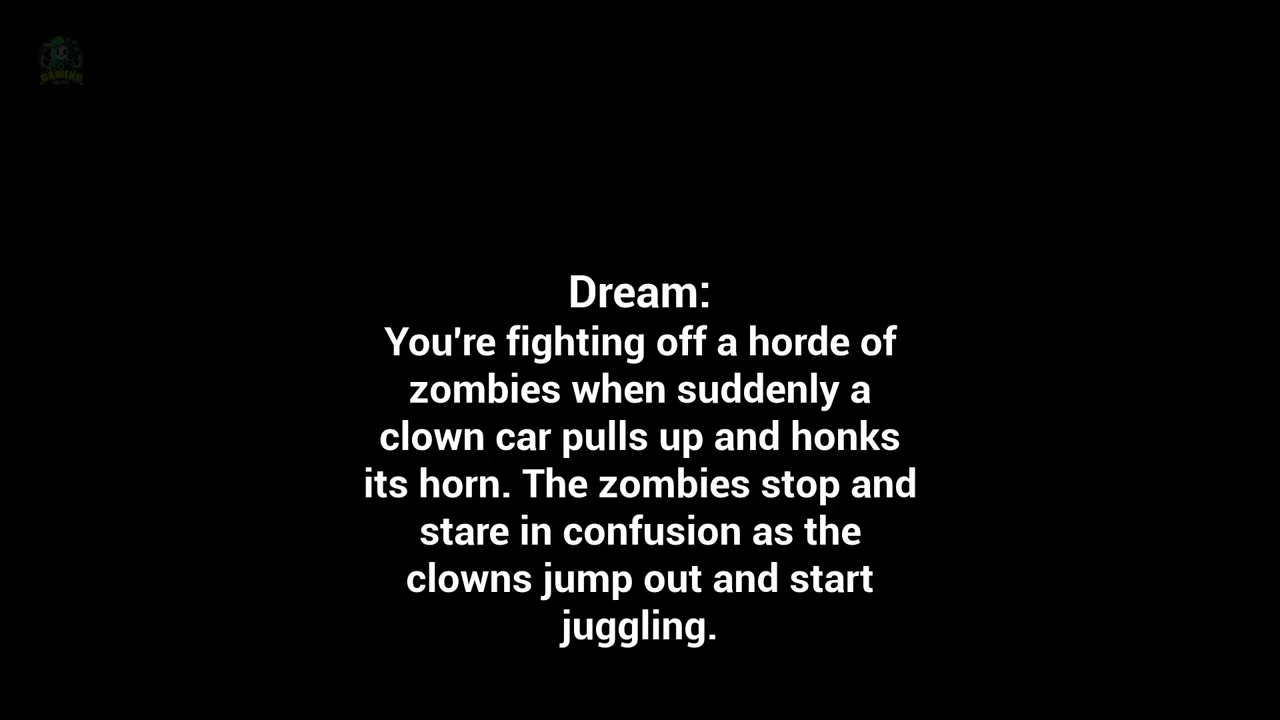 Dream:
You're fighting off a horde of
zombies when suddenly a
clown car pulls up and honks
its horn. The zombies stop and
stare in confusion as the
clowns jump out and start
juggling.